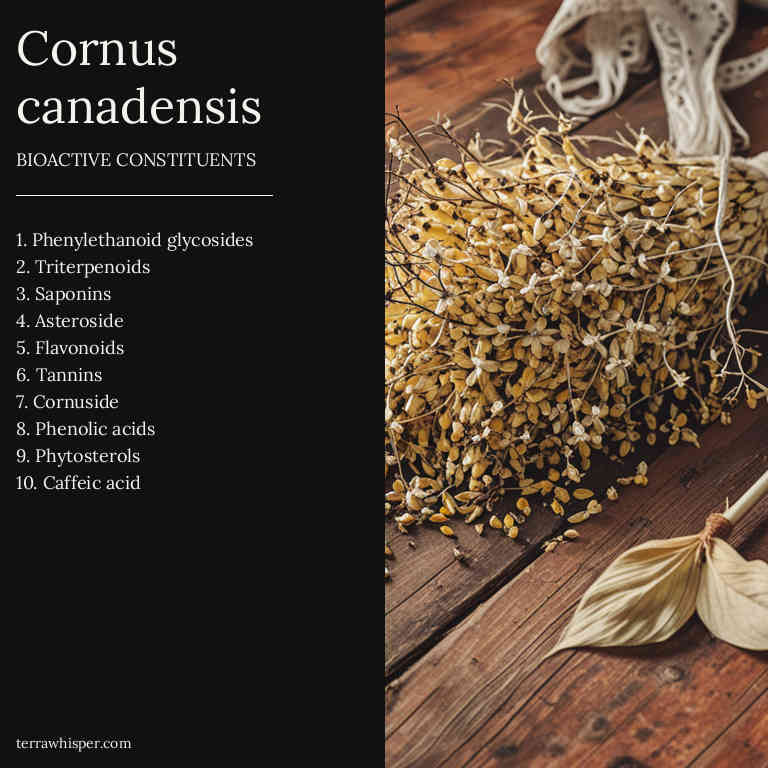 Cornus
canadensis
BIOACTIVE CONSTITUENTS
1. Phenylethanoid glycosides
2. Triterpenoids
3. Saponins
4. Asteroside
5. Flavonoids
6. Tannins
7. Cornuside
8. Phenolic acids
9. Phytosterols
10. Caffeic acid
terrawhisper.com